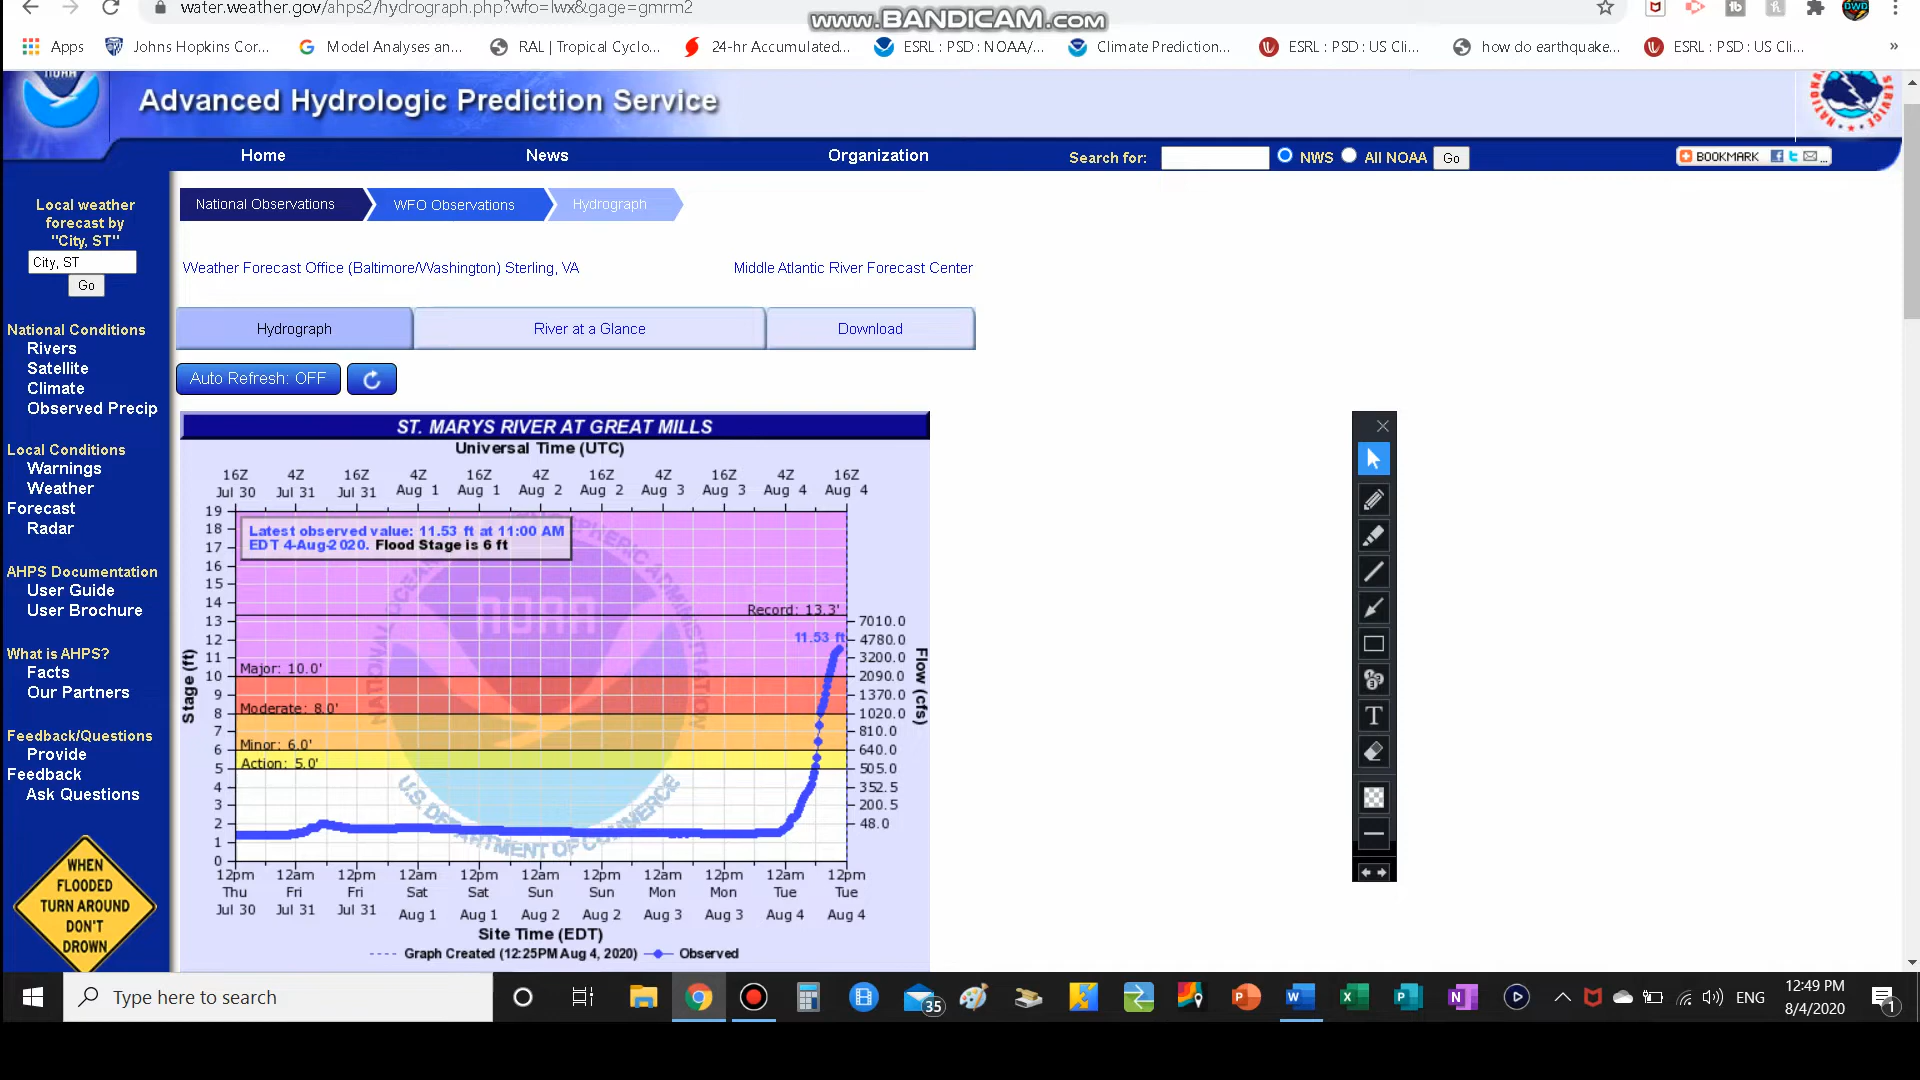 water.weather.gov/ahps2/hydrograph.php?wfo=lwx&gage=gmrm2
www.BANDICAM.com
Apps
Johns Hopkins Cor...
Model Analyses an...
RAL | Tropical Cyclo...
24-hr Accumulated...
ESRL : PSD : NOAA/...
Climate Prediction...
ESRL : PSD : US Cli...
how do earthquake...
ESRL : PSD : US Cli...
»
NOAA
Advanced Hydrologic Prediction Service
Home News Organization
Search for: NWS All NOAA Go
BOOKMARK
Local weather
forecast by
"City, ST"
City, ST
Go
National Conditions
Rivers
Satellite
Climate
Observed Precip
Local Conditions
Warnings
Weather
Forecast
Radar
AHPS Documentation
User Guide
User Brochure
What is AHPS?
Facts
Our Partners
Feedback/Questions
Provide
Feedback
Ask Questions
WHEN
FLOODED
TURN AROUND
DON'T
DROWN
National Observations WFO Observations Hydrograph
Weather Forecast Office (Baltimore/Washington) Sterling, VA Middle Atlantic River Forecast Center
Hydrograph River at a Glance Download
Auto Refresh: OFF
ST. MARYS RIVER AT GREAT MILLS
Universal Time (UTC)
16Z 4Z 16Z 4Z 16Z 4Z 16Z 4Z 16Z 4Z 16Z
Jul 30 Jul 31 Jul 31 Aug 1 Aug 1 Aug 2 Aug 2 Aug 3 Aug 3 Aug 4 Aug 4
Latest observed value: 11.53 ft at 11:00 AM
EDT 4-Aug-2020. Flood Stage is 6 ft
Stage (ft)
19
18
17
16
15
14
13
12
11
10
9
8
7
6
5
4
3
2
1
0
Record: 13.3'
11.53 ft
Major: 10.0'
Moderate: 8.0'
Minor: 6.0'
Action: 5.0'
NOAA
U.S. DEPARTMENT OF COMMERCE
7010.0
4780.0
3200.0
2090.0
1370.0
1020.0
810.0
640.0
505.0
352.5
200.5
48.0
Flow (cfs)
12pm 12am 12pm 12am 12pm 12am 12pm 12am 12pm 12am 12pm
Thu Fri Fri Sat Sat Sun Sun Mon Mon Tue Tue
Jul 30 Jul 31 Jul 31 Aug 1 Aug 1 Aug 2 Aug 2 Aug 3 Aug 3 Aug 4 Aug 4
Site Time (EDT)
---- Graph Created (12:25PM Aug 4, 2020) Observed
T
Type here to search
35
ENG
12:49 PM
8/4/2020
1